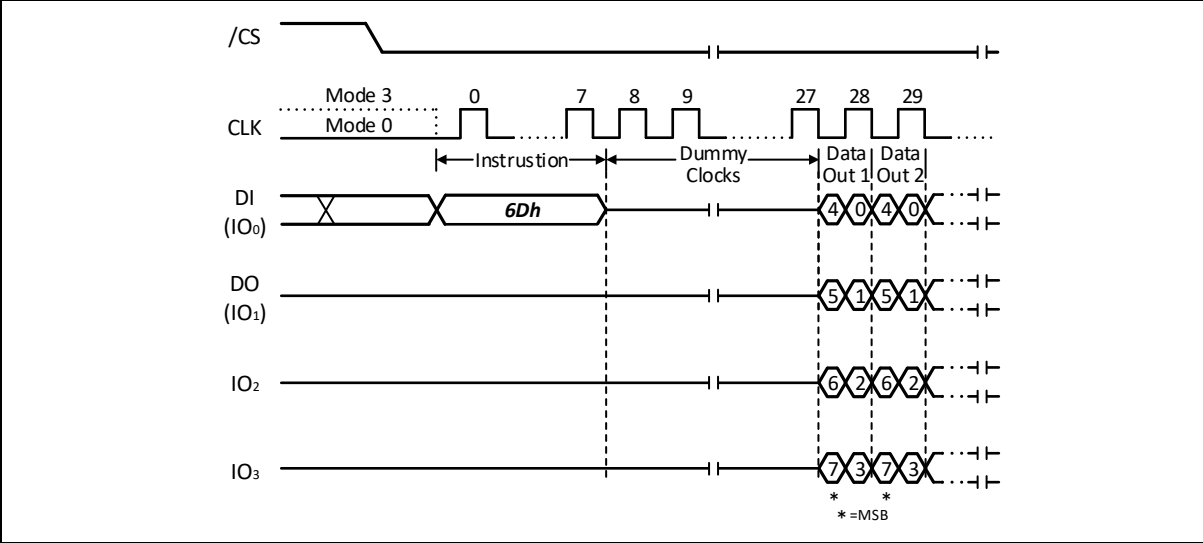 /CS
Mode 3
0 7 8 9 27 28 29
CLK
Mode 0
Instrustion
Dummy
Clocks
Data
Out 1
Data
Out 2
DI
(IO₀)
6Dh
4 0 4 0
DO
(IO₁)
5 1 5 1
IO₂
6 2 6 2
IO₃
7 3 7 3
* *
* =MSB